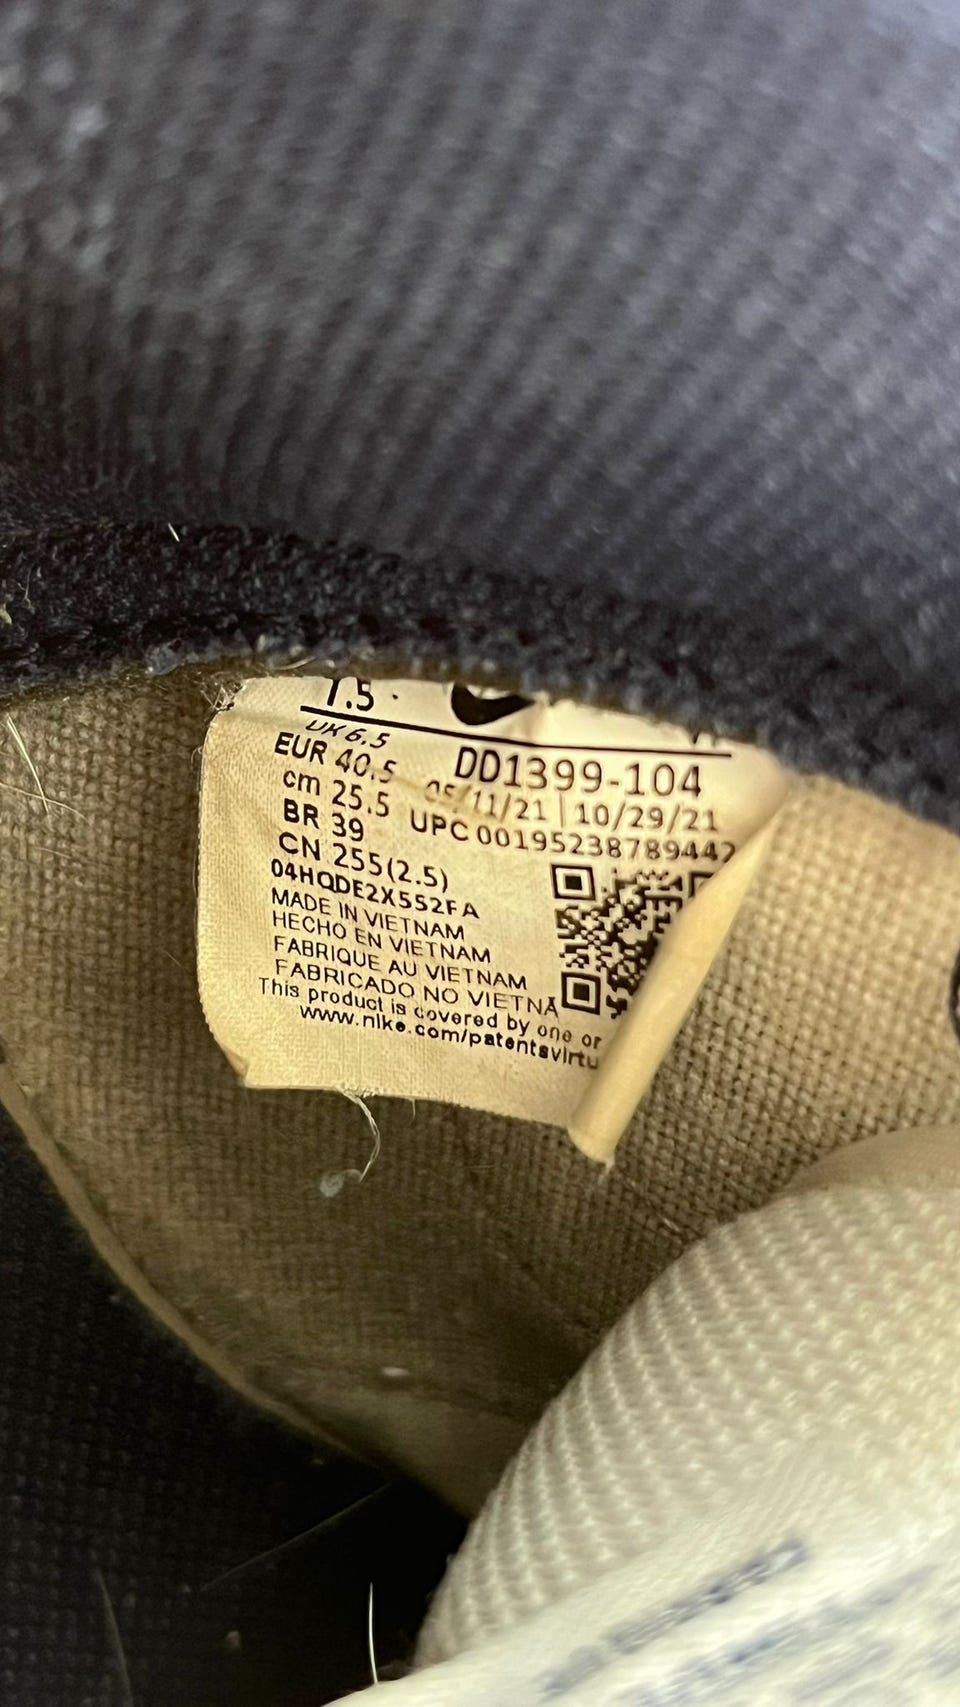 7.5
UK 6.5
EUR 40.5
cm 25.5
BR 39
CN 255(2.5)
DD1399-104
05/11/21 | 10/29/21
UPC 00195238789442
04HQDE2X552FA
MADE IN VIETNAM
HECHO EN VIETNAM
FABRIQUE AU VIETNAM
FABRICADO NO VIETNÃ
This product is covered by one or
www.nike.com/patentsvirtu